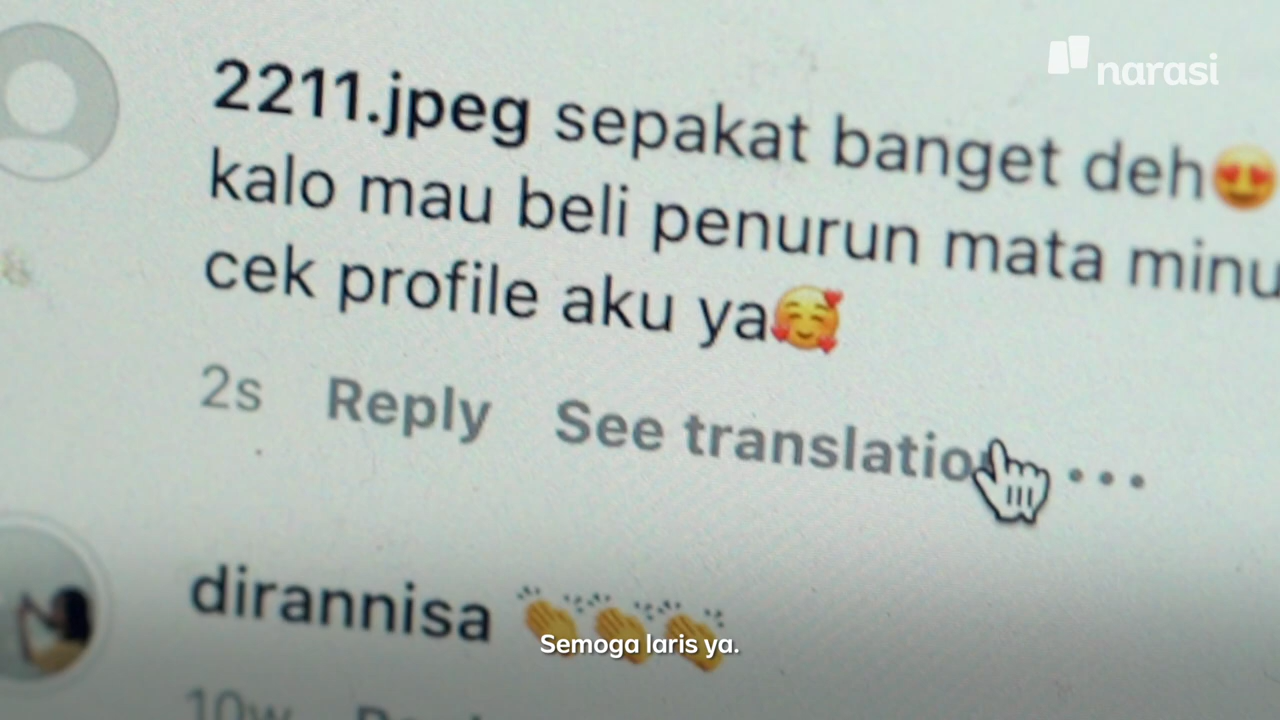 narasi
2211.jpeg sepakat banget deh😍
kalo mau beli penurun mata minu
cek profile aku ya🥰
2s Reply See translatio ...
dirannisa 👏👏👏
Semoga laris ya.
10w